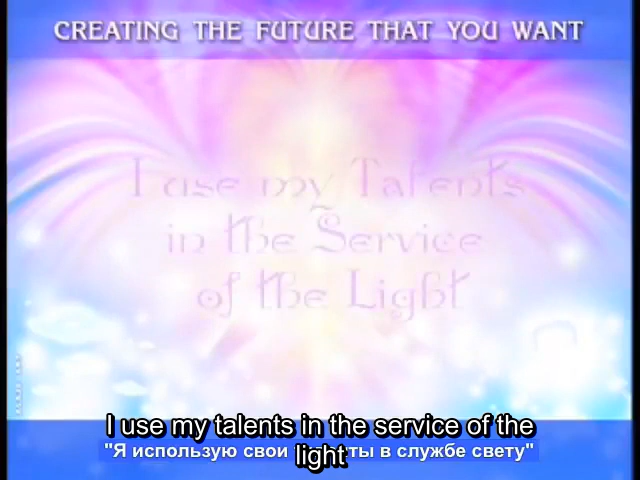 CREATING THE FUTURE THAT YOU WANT
I use my Talents
in the Service
of the Light
I use my talents in the service of the
light
"Я использую свои ты в службе свету"